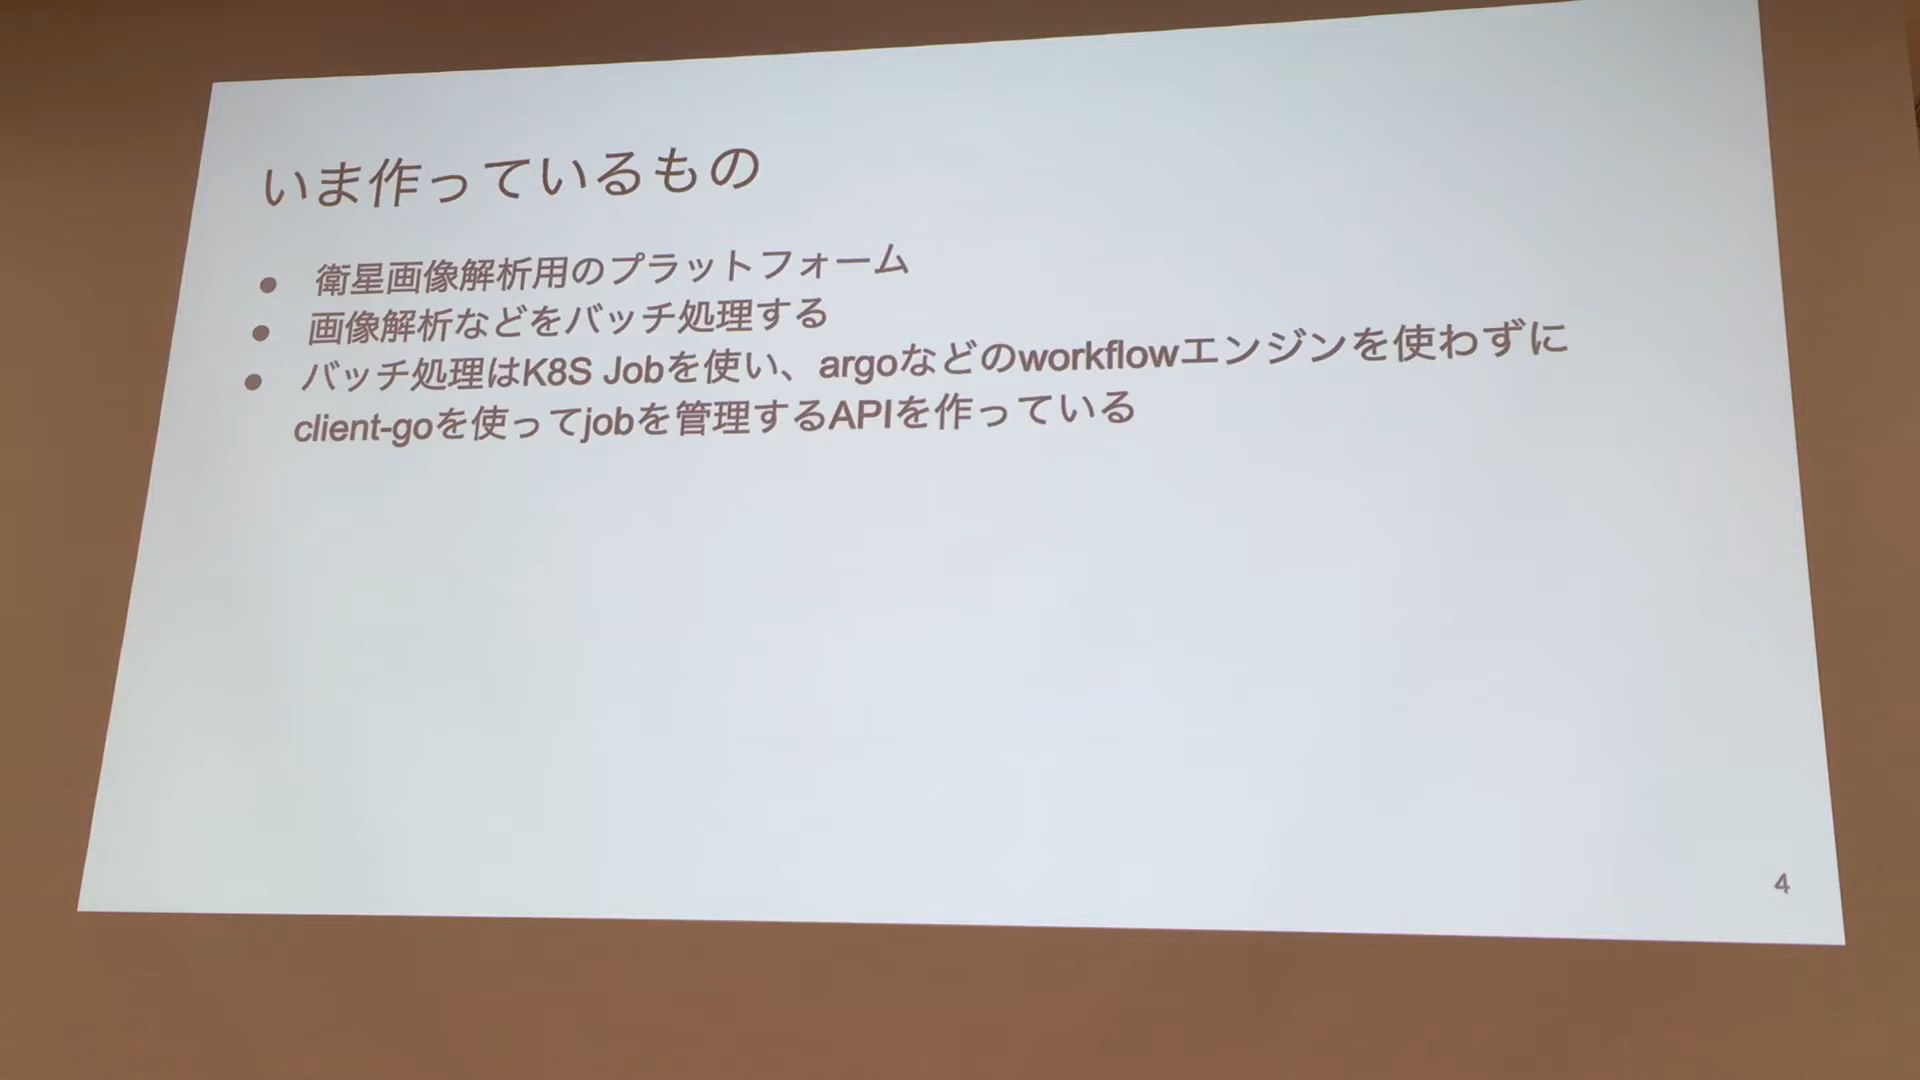 いま作っているもの
● 衛星画像解析用のプラットフォーム
● 画像解析などをバッチ処理する
● バッチ処理はK8S Jobを使い、argoなどのworkflowエンジンを使わずに
client-goを使ってjobを管理するAPIを作っている
4